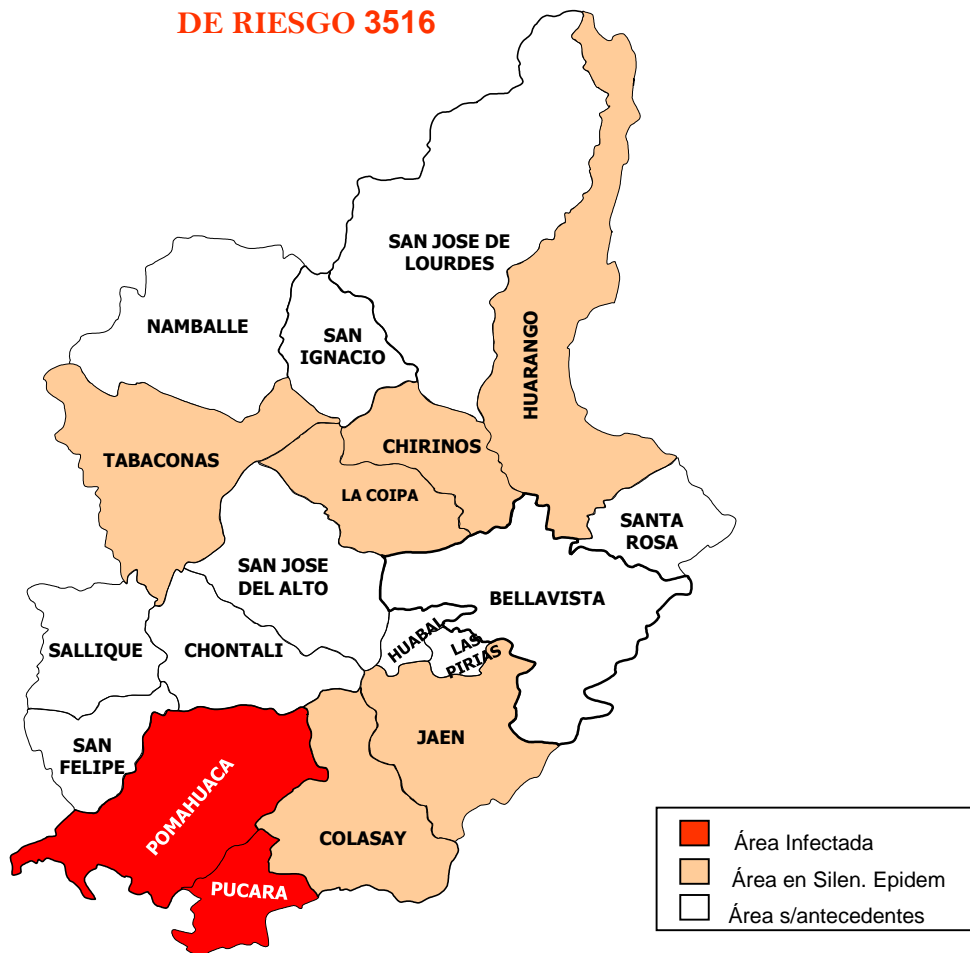 DE RIESGO 3516
SAN JOSE DE
LOURDES
NAMBALLE
SAN
IGNACIO
HUARANGO
TABACONAS
CHIRINOS
LA COIPA
SANTA
ROSA
SAN JOSE
DEL ALTO
BELLAVISTA
HUABAL
LAS
PIRIAS
SALLIQUE
CHONTALI
SAN
FELIPE
JAEN
POMAHUACA
COLASAY
PUCARA
Área Infectada
Área en Silen. Epidem
Área s/antecedentes